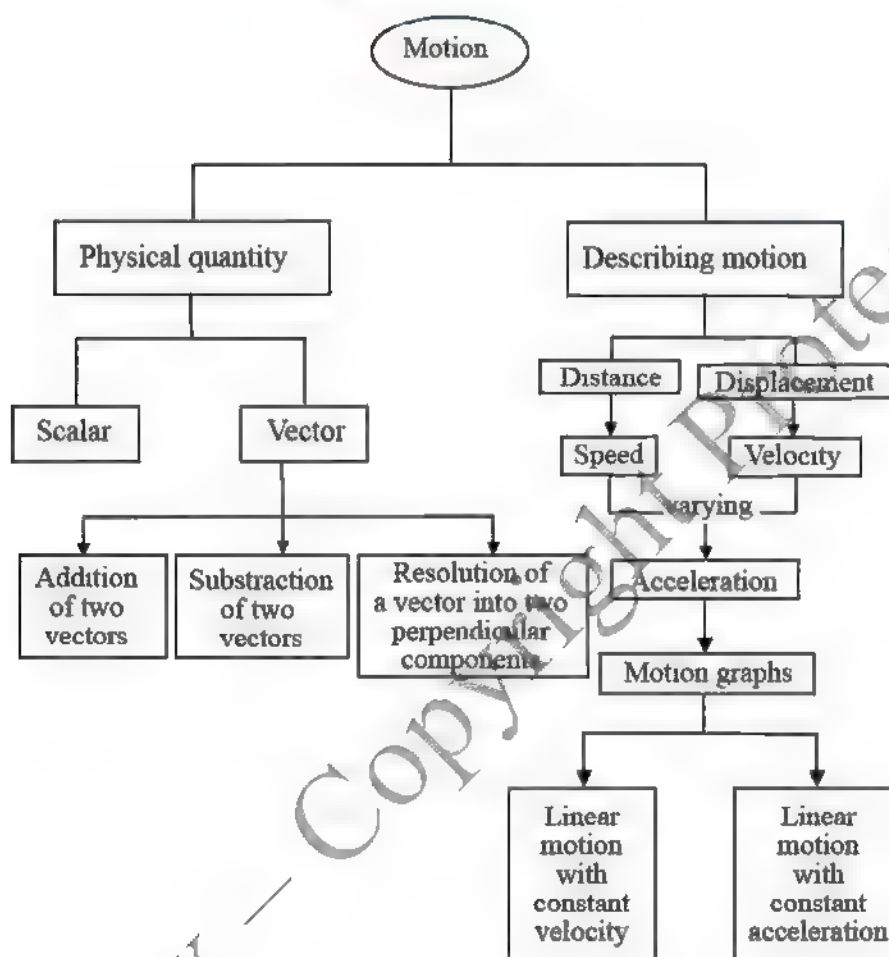 Motion
Physical quantity
Describing motion
Distance
Displacement
Scalar
Vector
Speed
Velocity
varying
Addition
of two
vectors
Substraction
of two
vectors
Resolution of
a vector into two
perpendicular
components
Acceleration
Motion graphs
Linear
motion
with
constant
velocity
Linear
motion
with
constant
acceleration
Copyright